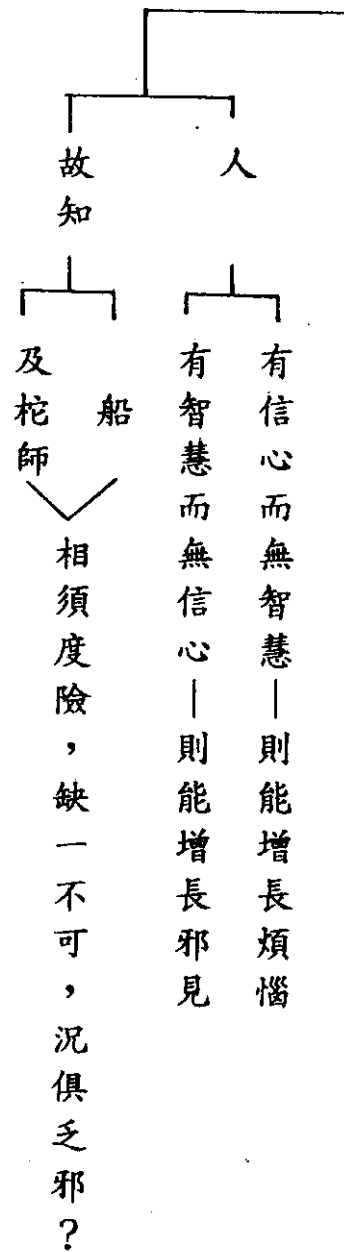 人
有信心而無智慧—則能增長煩惱
有智慧而無信心—則能增長邪見
故知
船
及柁師
相須度險，缺一不可，況俱乏邪？